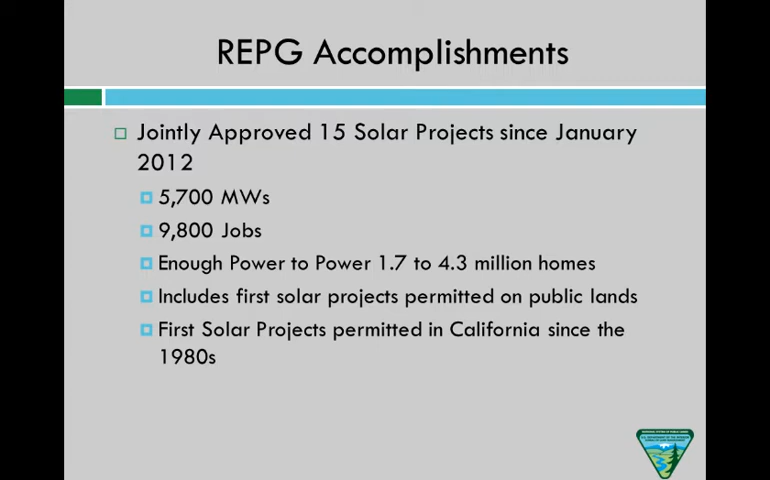 REPG Accomplishments
Jointly Approved 15 Solar Projects since January
2012
5,700 MWs
9,800 Jobs
Enough Power to Power 1.7 to 4.3 million homes
Includes first solar projects permitted on public lands
First Solar Projects permitted in California since the
1980s